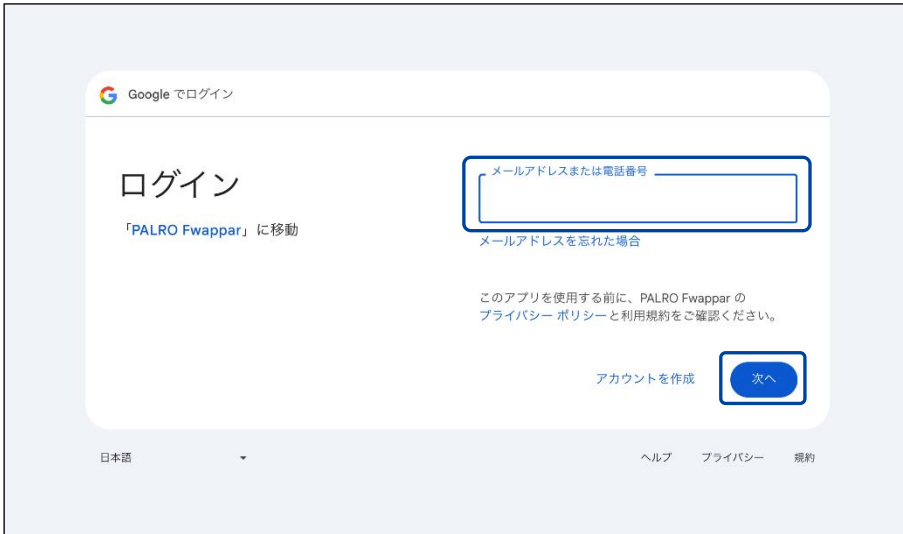 Google でログイン
ログイン
「PALRO Fwappar」に移動
メールアドレスまたは電話番号
メールアドレスを忘れた場合
このアプリを使用する前に、PALRO Fwappar の
プライバシー ポリシーと利用規約をご確認ください。
アカウントを作成
次へ
日本語
ヘルプ プライバシー 規約